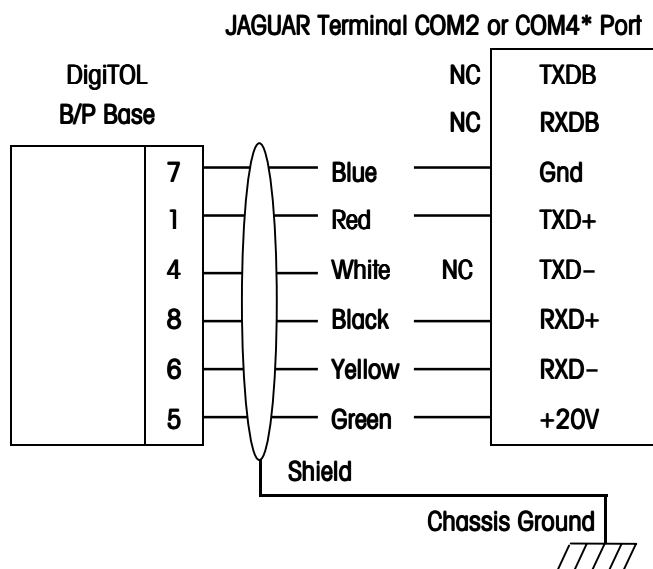 JAGUAR Terminal COM2 or COM4* Port
DigiTOL
B/P Base
NC TXDB
NC RXDB
7 Blue Gnd
1 Red TXD+
4 White NC TXD–
8 Black RXD+
6 Yellow RXD–
5 Green +20V
Shield
Chassis Ground